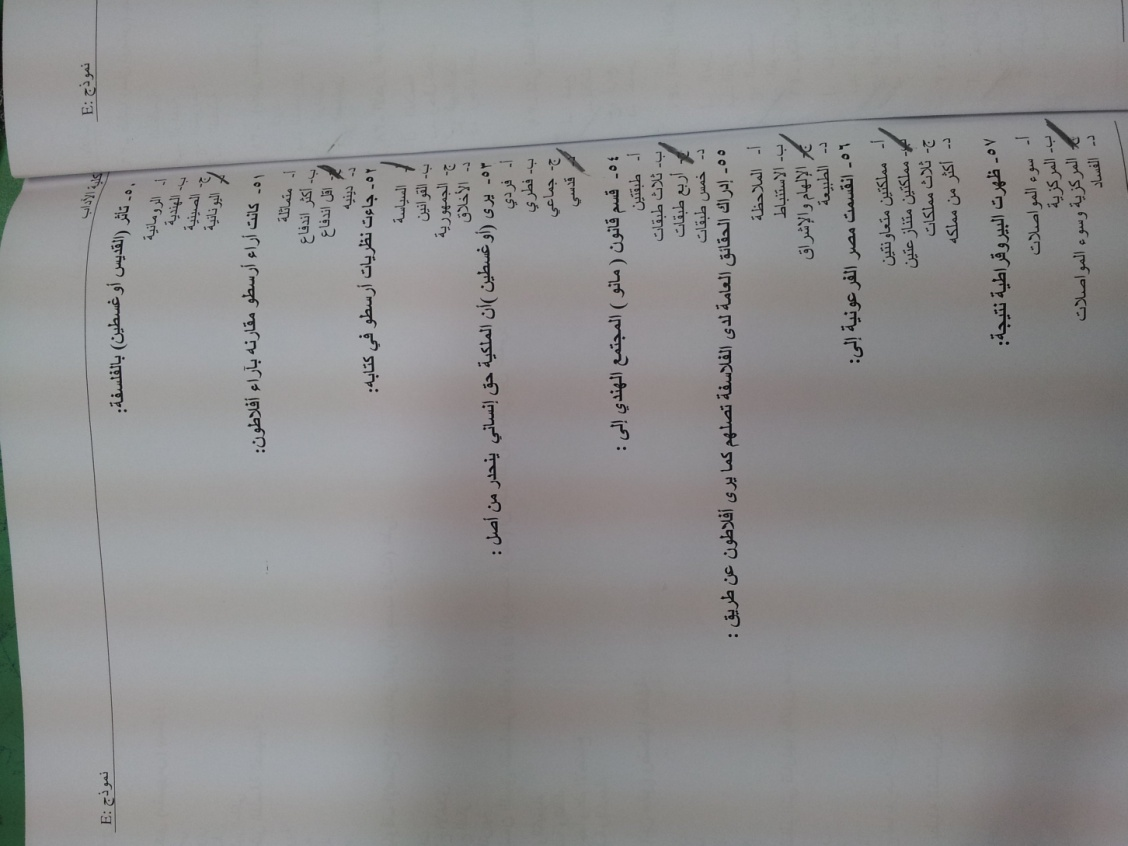 نموذج :E
نموذج :E
كلية الآداب
٥٠- تأثر (القديس أوغسطين) بالفلسفة:
أ- الرومانية
ب- الهندية
ج- الصينية
د- اليونانية
٥١- كانت آراء أرسطو مقارنه بآراء أفلاطون:
أ- متماثلة
ب- أكثر اندفاع
ج- أقل اندفاع
د- دينيه
٥٢- جاءت نظريات أرسطو في كتابه:
أ- السياسة
ب- القوانين
ج- الجمهورية
د- الأخلاق
٥٣- يرى (أوغسطين) أن الملكية حق إنساني ينحدر من أصل :
أ- فردي
ب- فطري
ج- جماعي
د- قدسي
٥٤- قسم قانون ( مانو ) المجتمع الهندي إلى :
أ- طبقتين
ب- ثلاث طبقات
ج- أربع طبقات
د- خمس طبقات
٥٥- إدراك الحقائق العامة لدى الفلاسفة تصلهم كما يرى أفلاطون عن طريق :
أ- الملاحظة
ب- الاستنباط
ج- الإلهام والإشراق
د- الطبيعة
٥٦- انقسمت مصر الفرعونية إلى:
أ- مملكتين متعاونتين
ب- مملكتين متنازعتين
ج- ثلاث مملكات
د- أكثر من مملكه
٥٧- ظهرت البيروقراطية نتيجة:
أ- سوء المواصلات
ب- المركزية
ج- المركزية وسوء المواصلات
د- الفساد